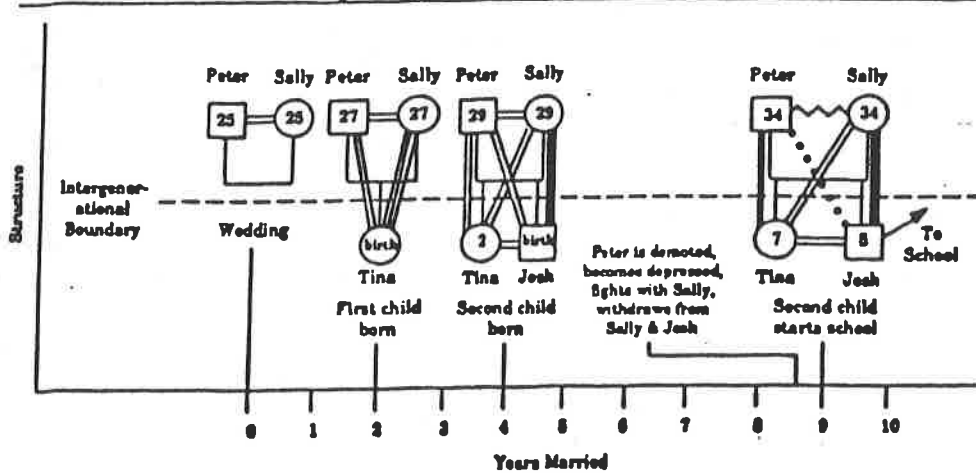 Peter Sally Peter Sally Peter Sally Peter Sally
25 25 27 27 29 29 34 34
Intergener-
ational
Boundary
Structure
Wedding
birth
Tina
First child
born
2 birth
Tina Josh
Second child
born
Peter is demoted,
becomes depressed,
fights with Sally,
withdraws from
Sally & Josh
7 5
Tina Josh
Second child
starts school
To
School
0 1 2 3 4 5 6 7 8 9 10
Years Married